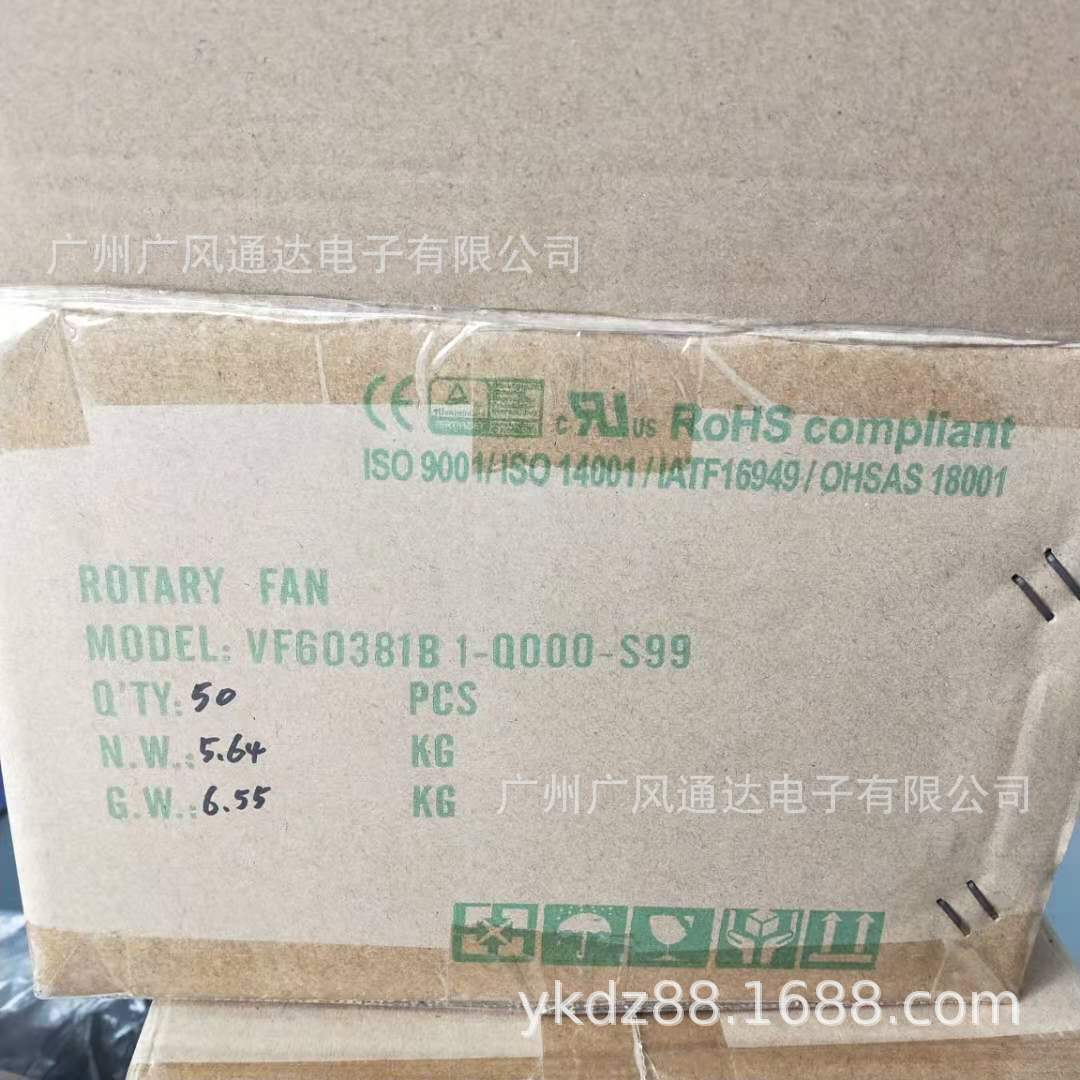 广州广风通达电子有限公司
CE c RU US RoHS compliant
ISO 9001/ISO 14001/IATF16949/OHSAS 18001
ROTARY FAN
MODEL: VF60381B 1-Q000-S99
Q'TY: 50 PCS
N.W.: 5.64 KG
G.W.: 6.55 KG
广州广风通达电子有限公司
ykdz88.1688.com